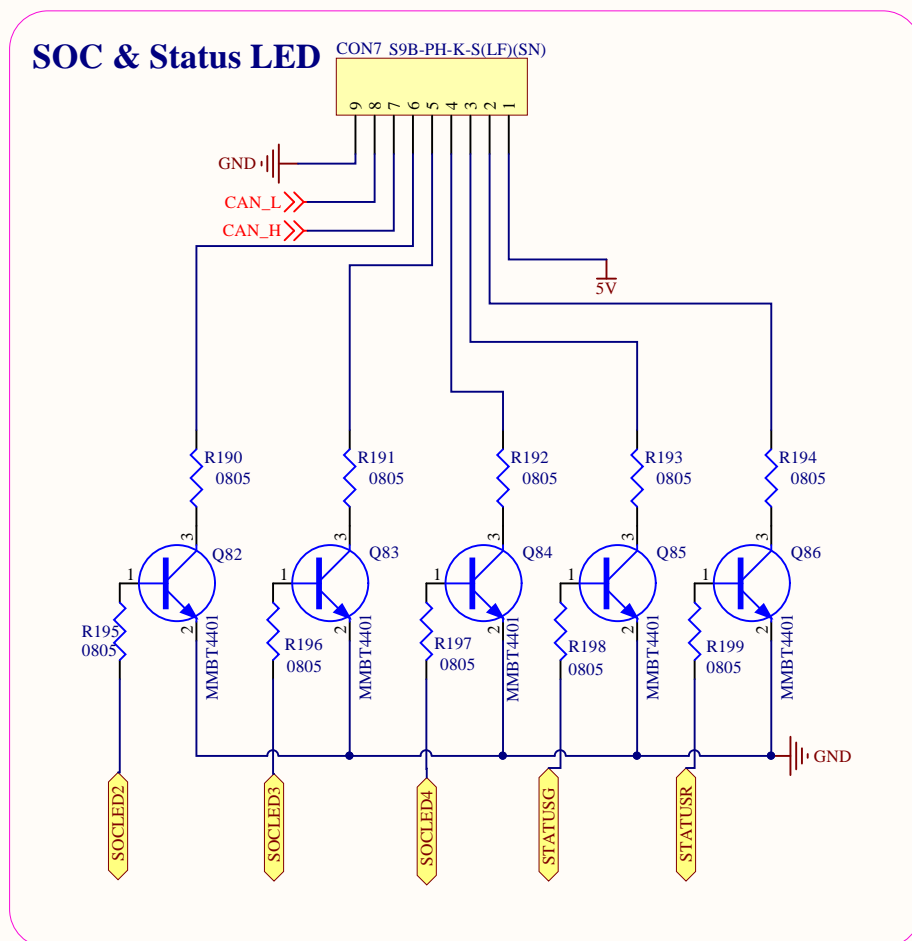 SOC & Status LED
CON7 S9B-PH-K-S(LF)(SN)
9 8 7 6 5 4 3 2 1
GND
CAN_L
CAN_H
5V
R190 R191 R192 R193 R194
0805 0805 0805 0805 0805
3 3 3 3 3
Q82 Q83 Q84 Q85 Q86
1 1 1 1 1
2 2 2 2 2
R195 R196 R197 R198 R199
0805 0805 0805 0805 0805
MMBT4401 MMBT4401 MMBT4401 MMBT4401 MMBT4401
GND
SOCLED2 SOCLED3 SOCLED4 STATUSG STATUSR